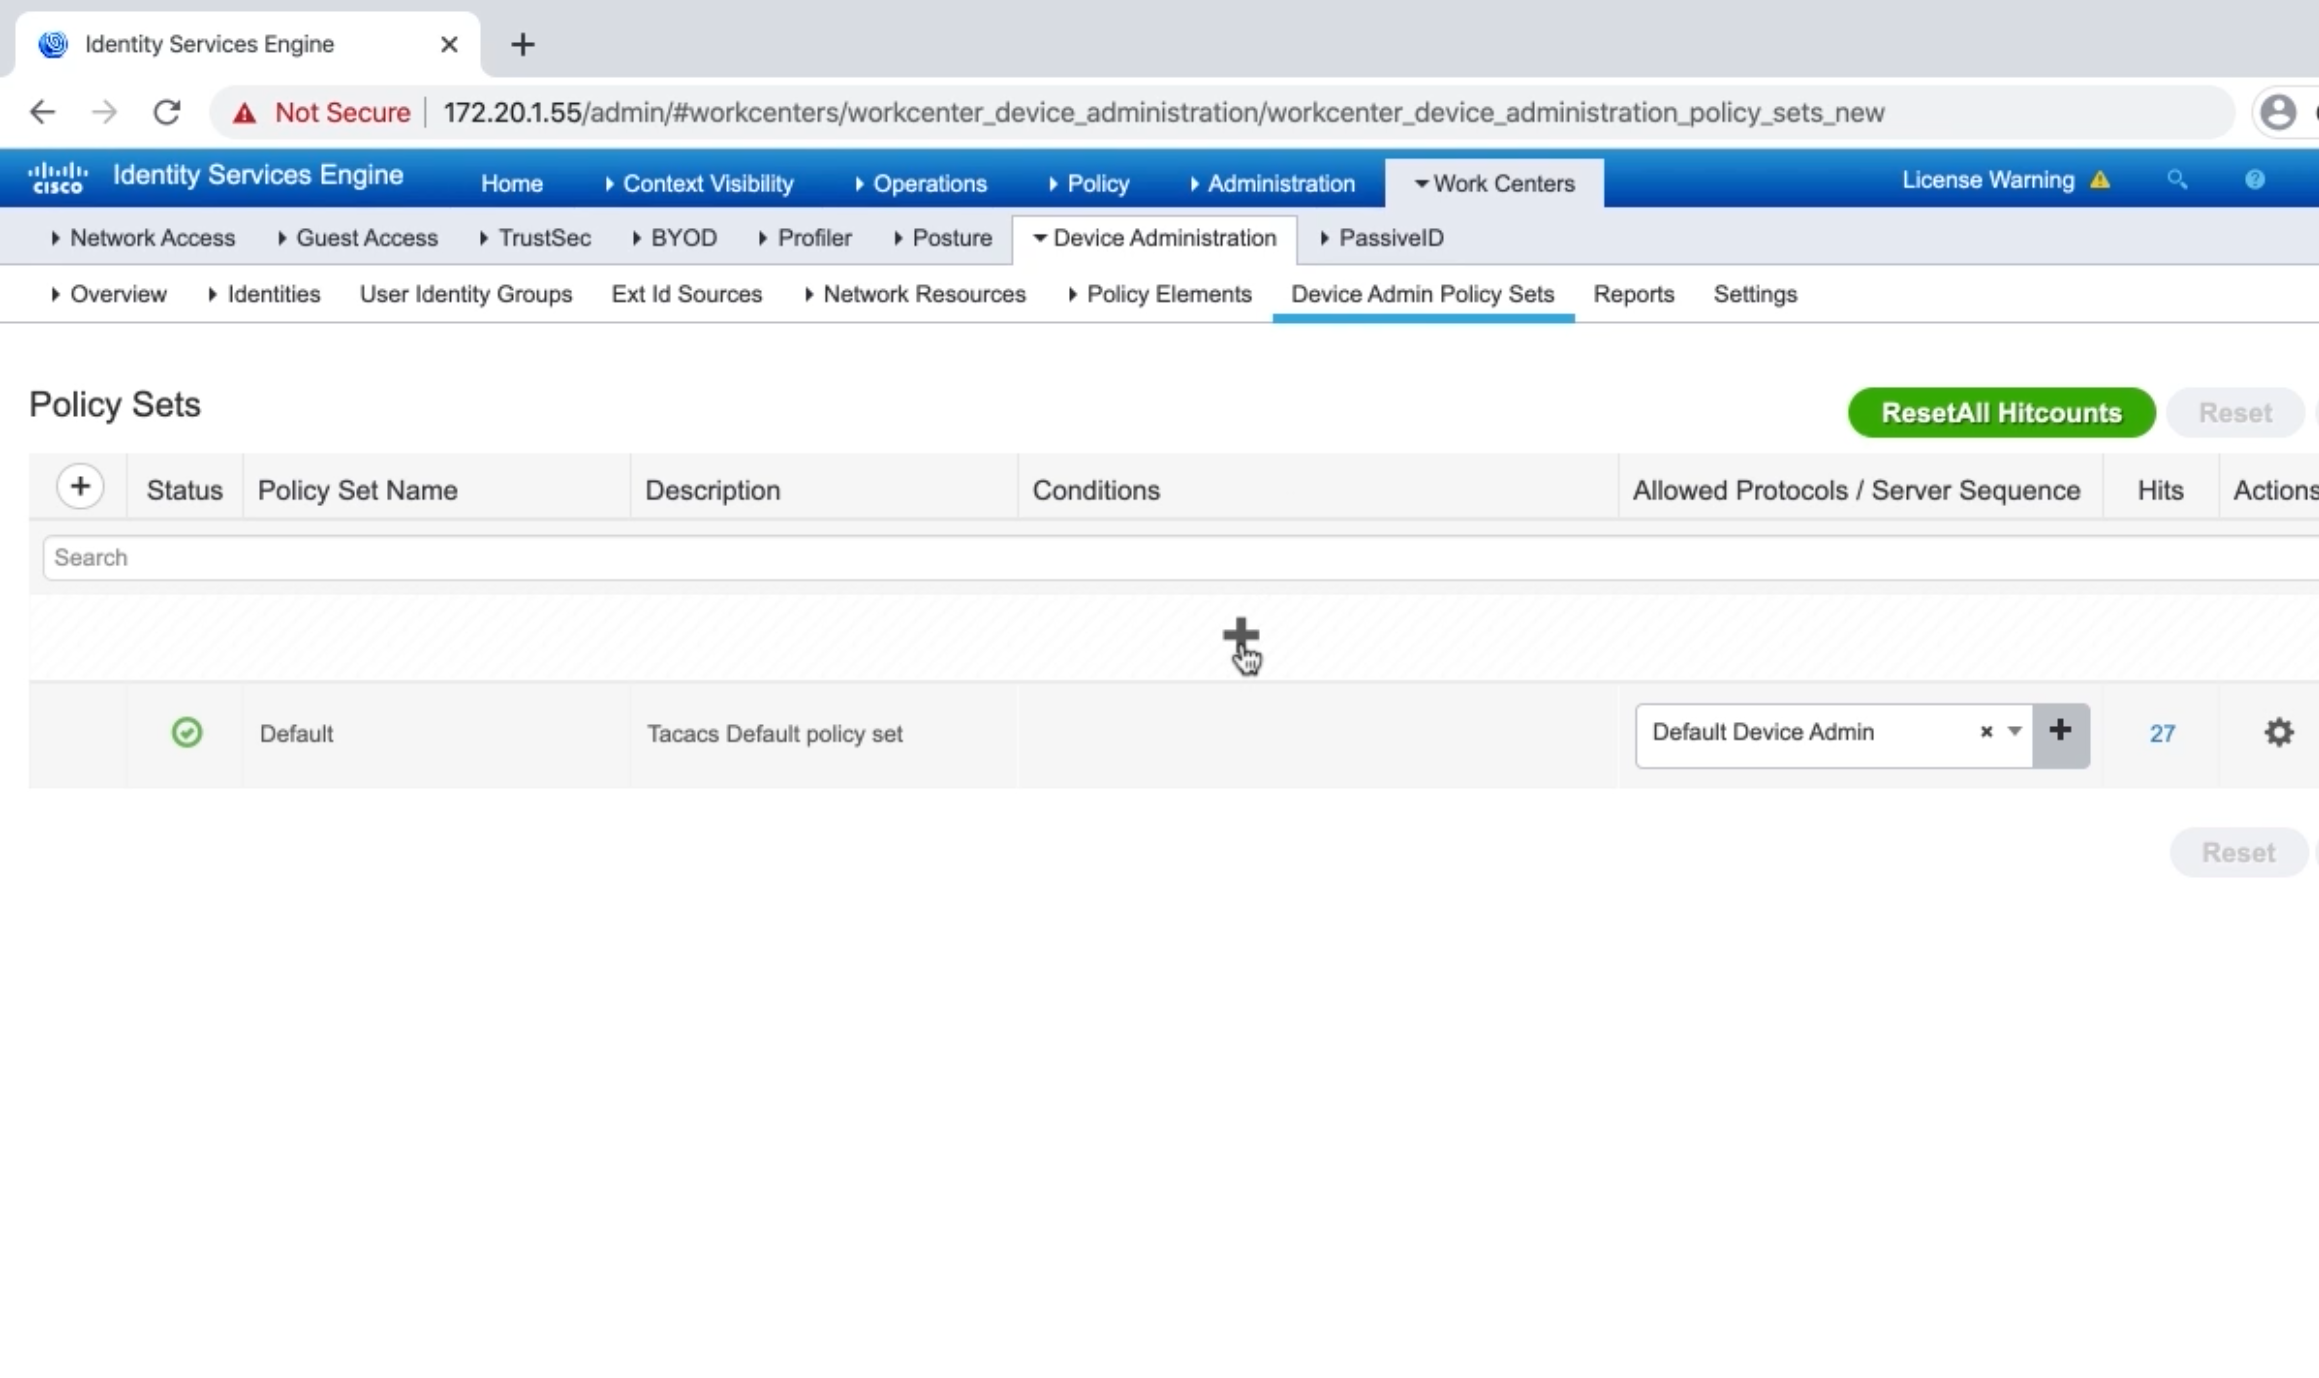 Identity Services Engine
Not Secure 172.20.1.55/admin/#workcenters/workcenter_device_administration/workcenter_device_administration_policy_sets_new
CISCO Identity Services Engine Home Context Visibility Operations Policy Administration Work Centers License Warning
Network Access Guest Access TrustSec BYOD Profiler Posture Device Administration PassiveID
Overview Identities User Identity Groups Ext Id Sources Network Resources Policy Elements Device Admin Policy Sets Reports Settings
Policy Sets ResetAll Hitcounts Reset
Status Policy Set Name Description Conditions Allowed Protocols / Server Sequence Hits Actions
Search
Default Tacacs Default policy set Default Device Admin 27
Reset